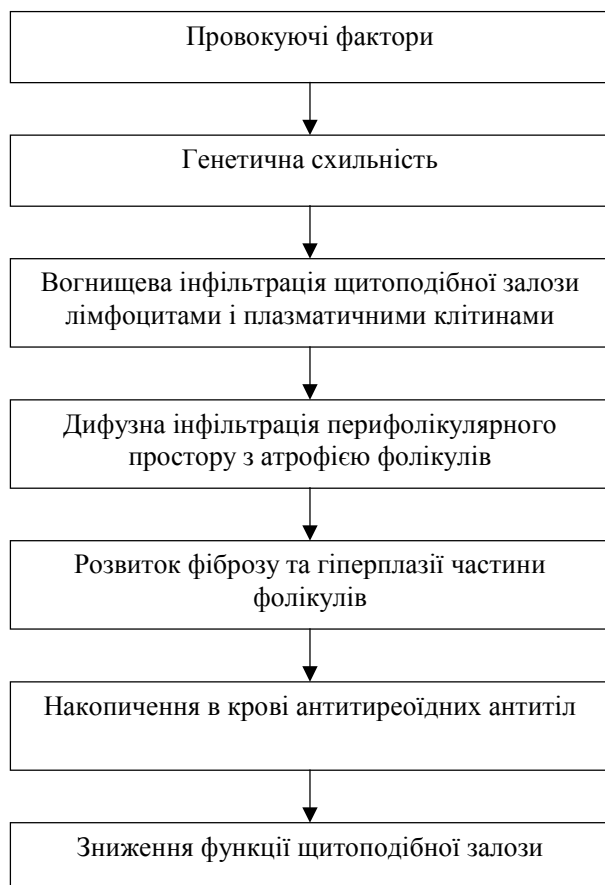 Провокуючі фактори
Генетична схильність
Вогнищева інфільтрація щитоподібної залози
лімфоцитами і плазматичними клітинами
Дифузна інфільтрація перифолікулярного
простору з атрофією фолікулів
Розвиток фіброзу та гіперплазії частини
фолікулів
Накопичення в крові антитиреоїдних антитіл
Зниження функції щитоподібної залози